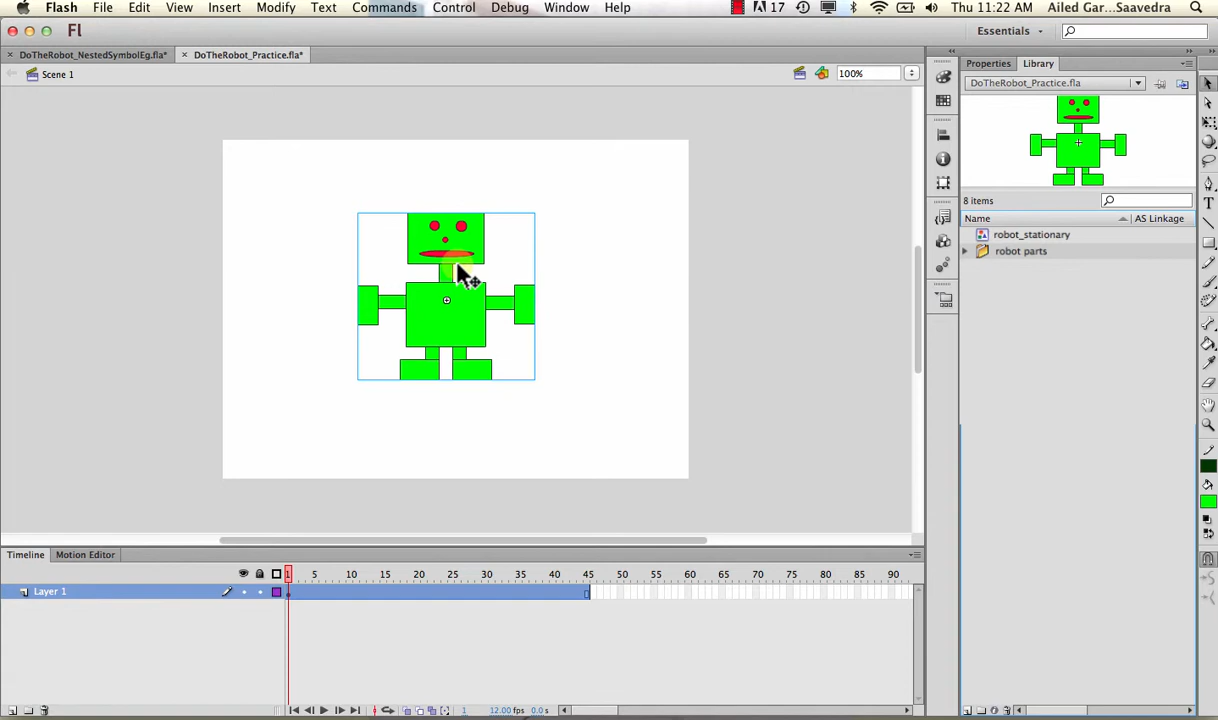 Flash File Edit View Insert Modify Text Commands Control Debug Window Help 17 Thu 11:22 AM Ailed Gar...Saavedra
Fl Essentials
DoTheRobot_NestedSymbolEg.fla* DoTheRobot_Practice.fla*
Properties Library
Scene 1 100%
DoTheRobot_Practice.fla
8 items
Name AS Linkage
robot_stationary
robot parts
Timeline Motion Editor
1 5 10 15 20 25 30 35 40 45 50 55 60 65 70 75 80 85 90
Layer 1
1 12.00 fps 0.0 s